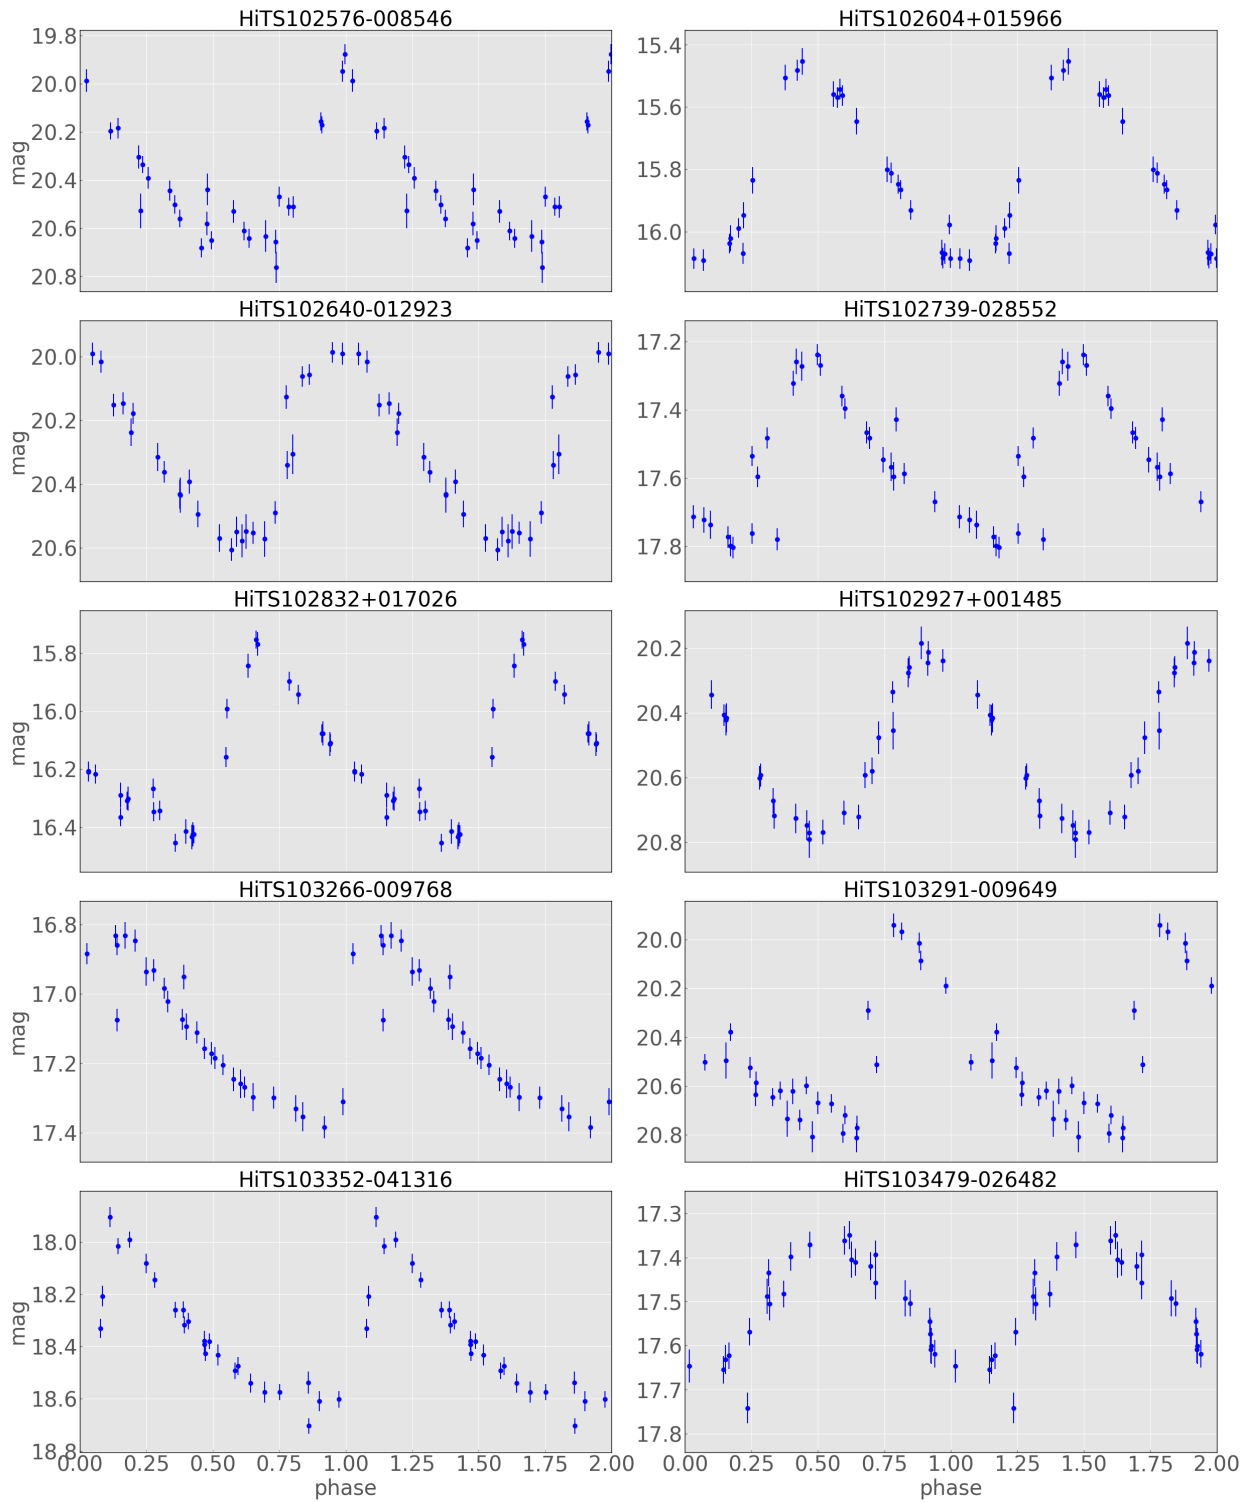 HiTS102576-008546
19.8
20.0
20.2
20.4
20.6
20.8
mag
HiTS102604+015966
15.4
15.6
15.8
16.0
HiTS102640-012923
20.0
20.2
20.4
20.6
mag
HiTS102739-028552
17.2
17.4
17.6
17.8
HiTS102832+017026
15.8
16.0
16.2
16.4
mag
HiTS102927+001485
20.2
20.4
20.6
20.8
HiTS103266-009768
16.8
17.0
17.2
17.4
mag
HiTS103291-009649
20.0
20.2
20.4
20.6
20.8
HiTS103352-041316
18.0
18.2
18.4
18.6
18.8
mag
0.00 0.25 0.50 0.75 1.00 1.25 1.50 1.75 2.00
phase
HiTS103479-026482
17.3
17.4
17.5
17.6
17.7
17.8
0.00 0.25 0.50 0.75 1.00 1.25 1.50 1.75 2.00
phase